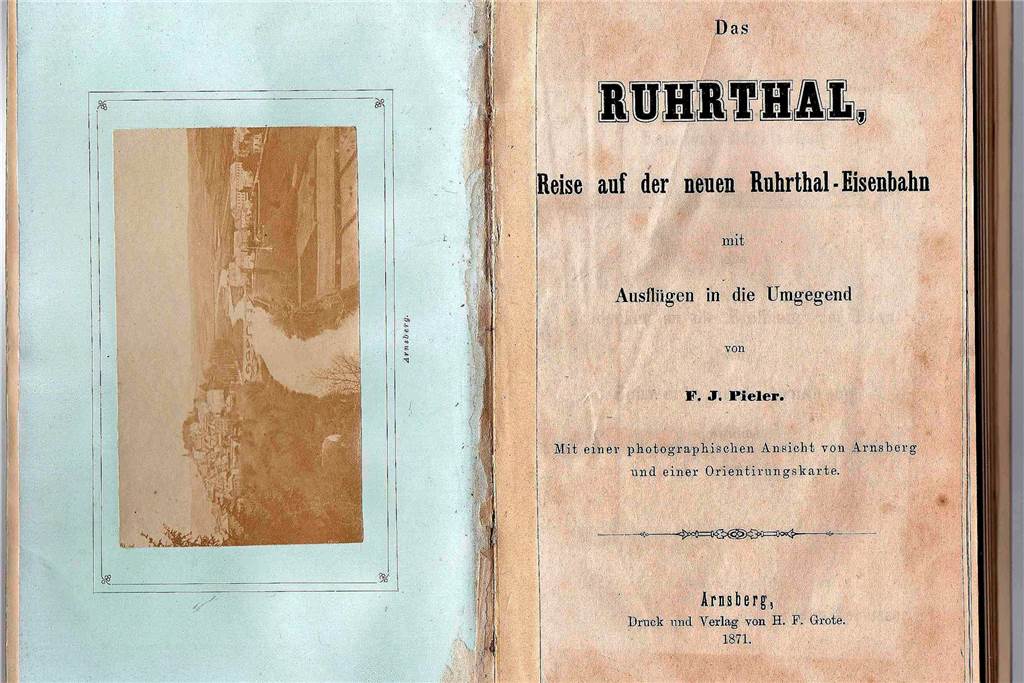 Arnsberg.
Das
RUHRTHAL,
Reise auf der neuen Ruhrthal-Eisenbahn
mit
Ausflügen in die Umgegend
von
F. J. Pieler.
Mit einer photographischen Ansicht von Arnsberg
und einer Orientirungskarte.
Arnsberg,
Druck und Verlag von H. F. Grote.
1871.